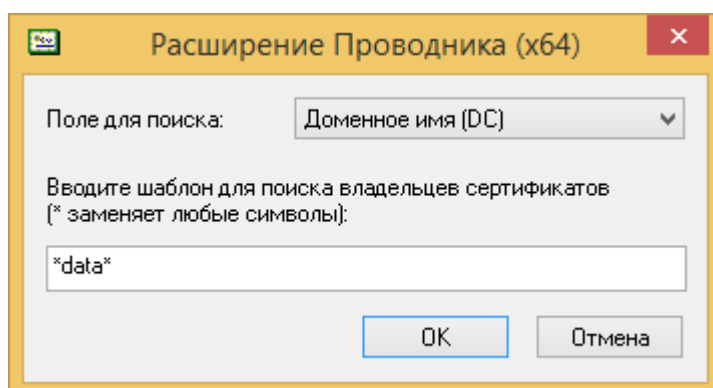 Расширение Проводника (x64)
Поле для поиска: Доменное имя (DC)
Вводите шаблон для поиска владельцев сертификатов
(* заменяет любые символы):
*data*
OK Отмена